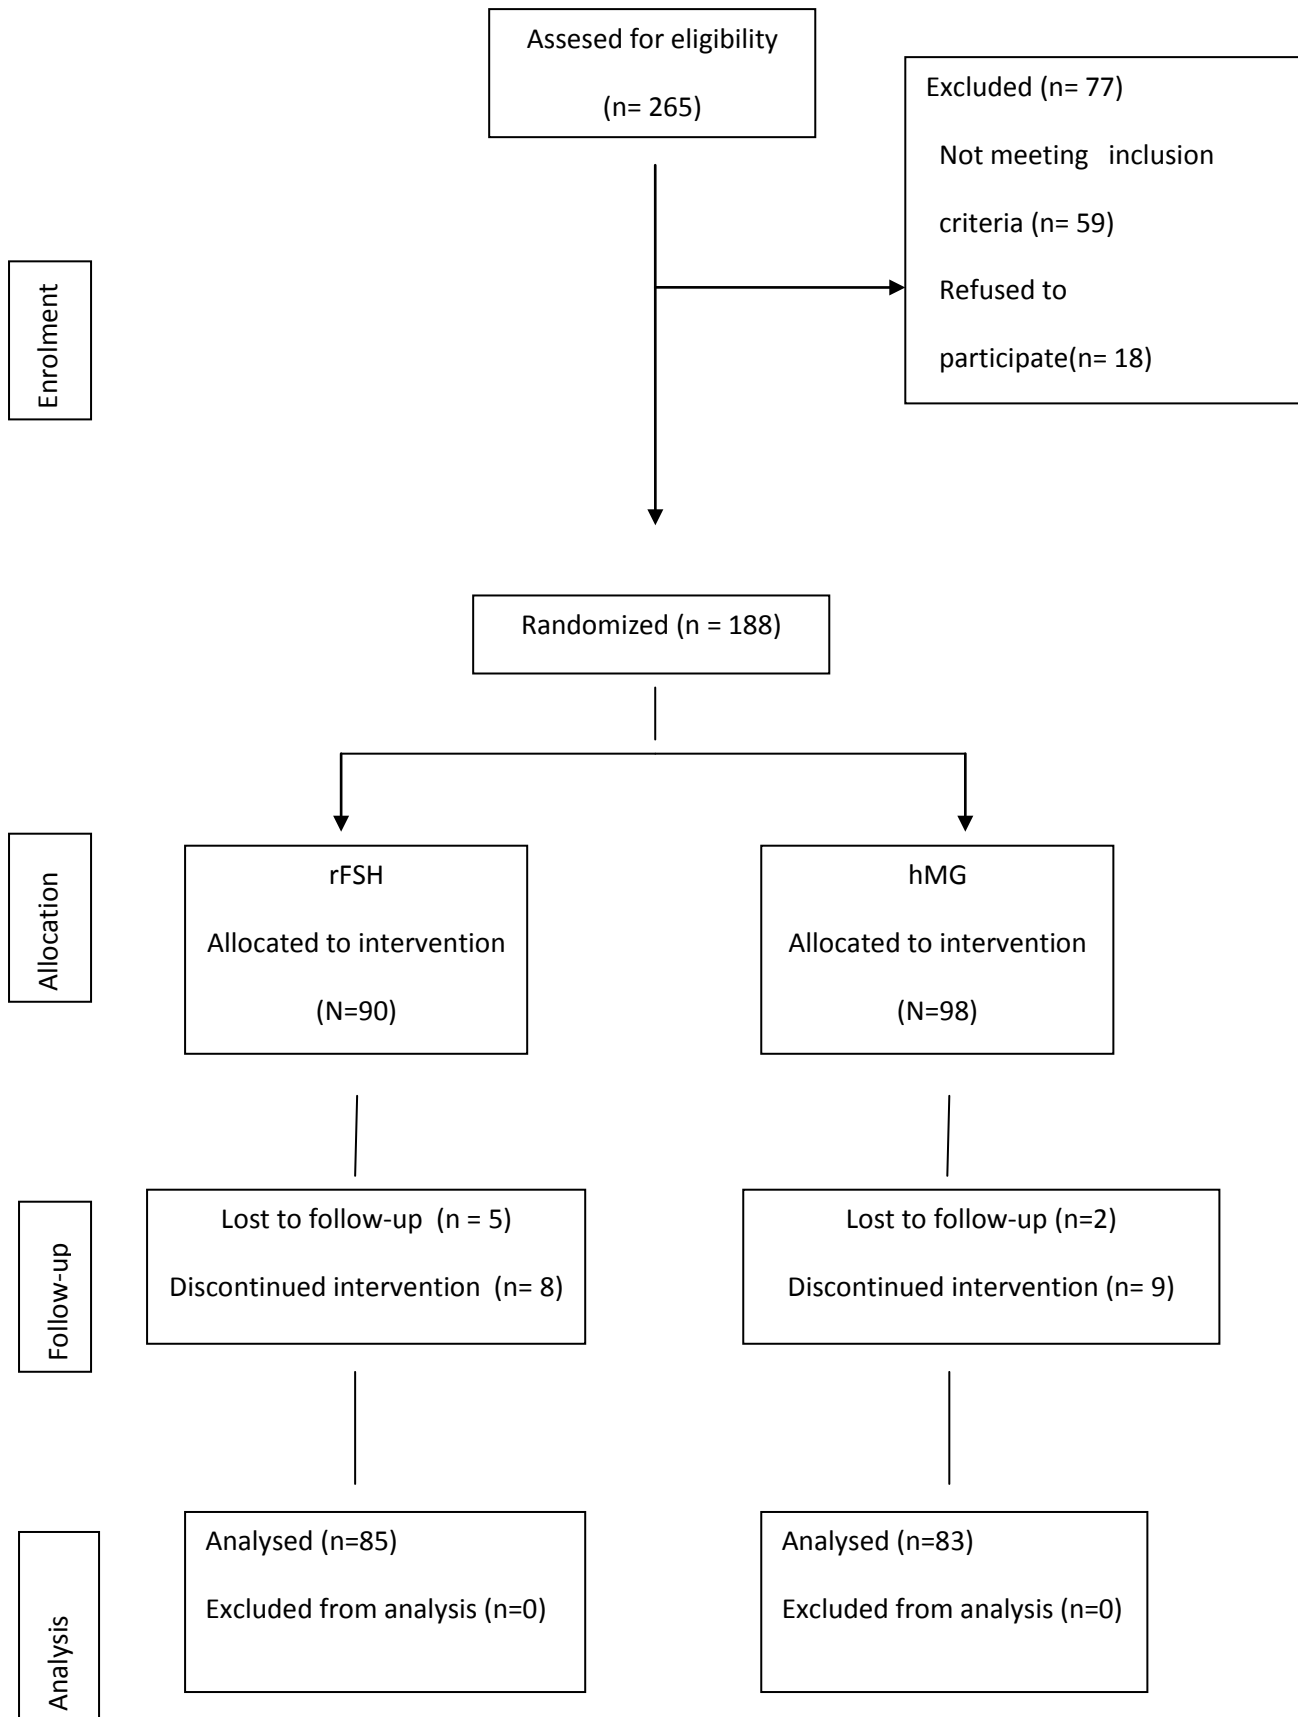 Assesed for eligibility
(n= 265)
Excluded (n= 77)
Not meeting inclusion
criteria (n= 59)
Refused to
participate(n= 18)
Enrolment
Randomized (n = 188)
Allocation
rFSH
Allocated to intervention
(N=90)
hMG
Allocated to intervention
(N=98)
Follow-up
Lost to follow-up (n = 5)
Discontinued intervention (n= 8)
Lost to follow-up (n=2)
Discontinued intervention (n= 9)
Analysis
Analysed (n=85)
Excluded from analysis (n=0)
Analysed (n=83)
Excluded from analysis (n=0)